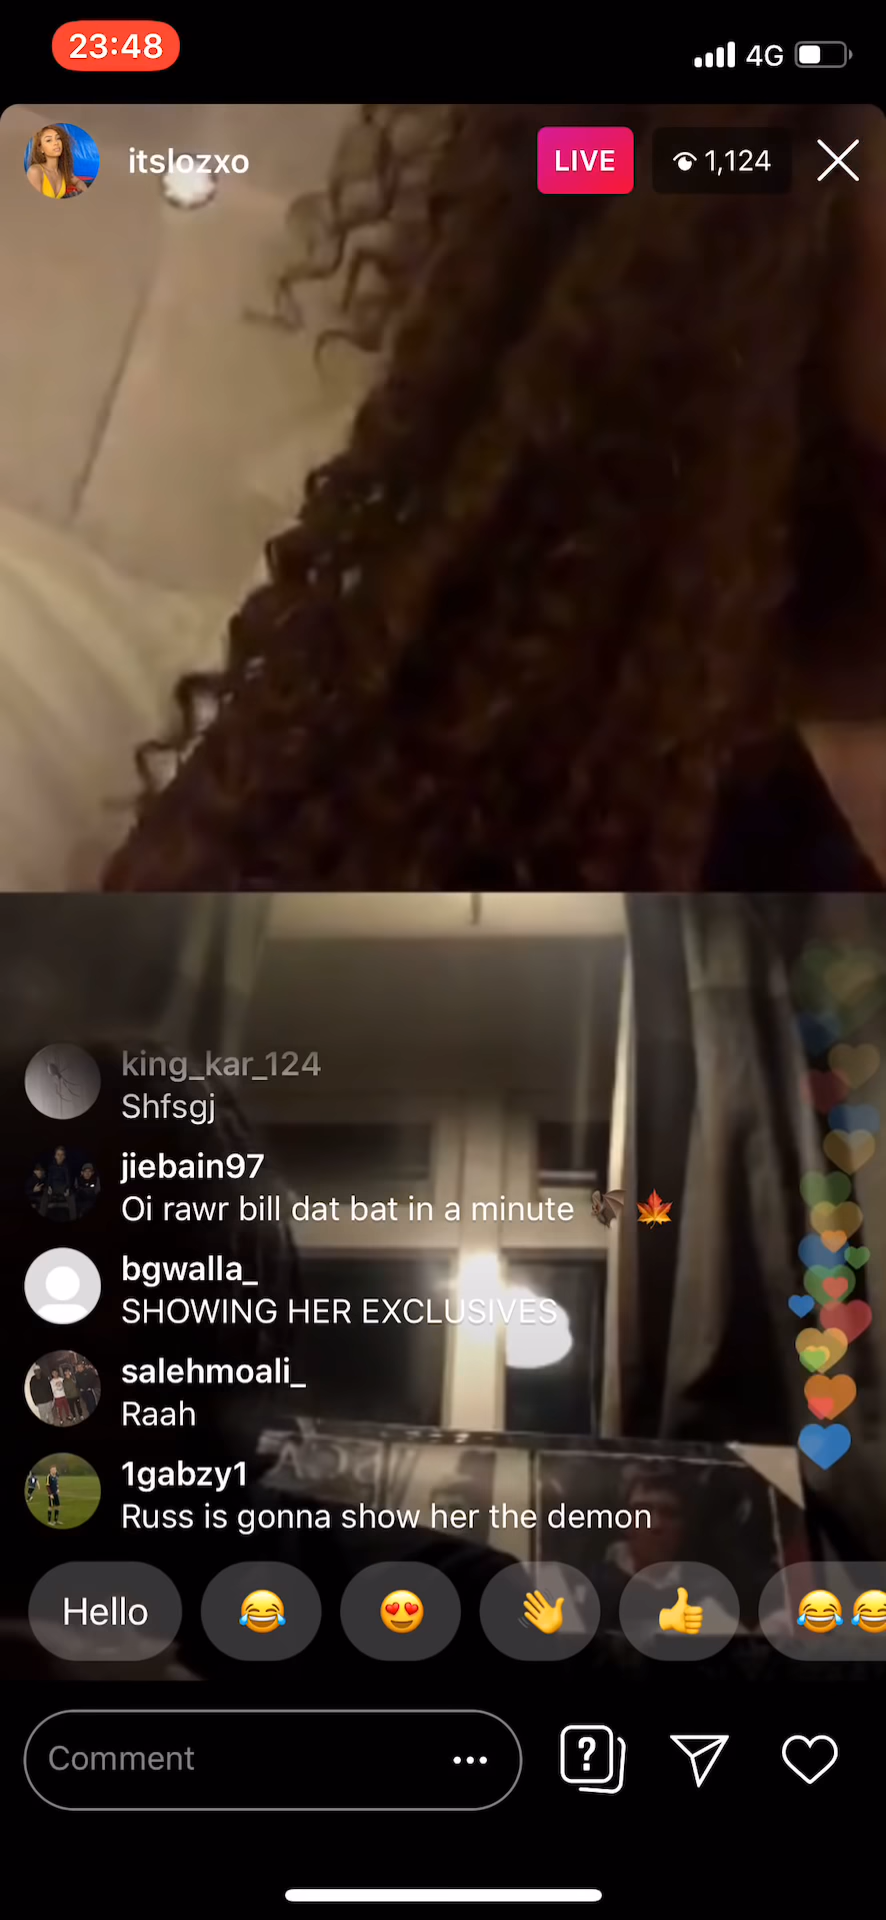 23:48
4G
itslozxo
LIVE
1,124
king_kar_124
Shfsgj
jiebain97
Oi rawr bill dat bat in a minute 🦇 🍁
bgwalla_
SHOWING HER EXCLUSIVES
salehmoali_
Raah
1gabzy1
Russ is gonna show her the demon
Hello 😂 😍 👋 👍 😂😂
Comment